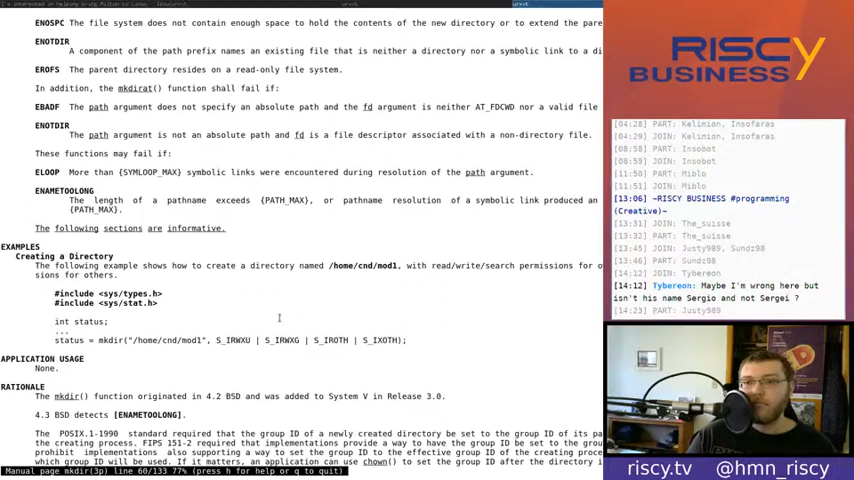 urxvt
urxvt
ENOSPC The file system does not contain enough space to hold the contents of the new directory or to extend the pare
ENOTDIR
A component of the path prefix names an existing file that is neither a directory nor a symbolic link to a di
EROFS The parent directory resides on a read-only file system.
In addition, the mkdirat() function shall fail if:
EBADF The path argument does not specify an absolute path and the fd argument is neither AT_FDCWD nor a valid file
ENOTDIR
The path argument is not an absolute path and fd is a file descriptor associated with a non-directory file.
These functions may fail if:
ELOOP More than {SYMLOOP_MAX} symbolic links were encountered during resolution of the path argument.
ENAMETOOLONG
The length of a pathname exceeds {PATH_MAX}, or pathname resolution of a symbolic link produced an
{PATH_MAX}.
The following sections are informative.
EXAMPLES
Creating a Directory
The following example shows how to create a directory named /home/cnd/mod1, with read/write/search permissions for o
sions for others.
#include <sys/types.h>
#include <sys/stat.h>
int status;
...
status = mkdir("/home/cnd/mod1", S_IRWXU | S_IRWXG | S_IROTH | S_IXOTH);
APPLICATION USAGE
None.
RATIONALE
The mkdir() function originated in 4.2 BSD and was added to System V in Release 3.0.
4.3 BSD detects [ENAMETOOLONG].
The POSIX.1-1990 standard required that the group ID of a newly created directory be set to the group ID of its pa
the creating process. FIPS 151-2 required that implementations provide a way to have the group ID be set to the gro
prohibit implementations also supporting a way to set the group ID to the effective group ID of the creating proce
which group ID will be used. If it matters, an application can use chown() to set the group ID after the directory i
Manual page mkdir(3p) line 60/133 77% (press h for help or q to quit)
RISCY
BUSINESS
[04:28] PART: Kelimion, Insofaras
[04:29] JOIN: Kelimion, Insofaras
[08:58] PART: Insobot
[08:59] JOIN: Insobot
[11:50] PART: Miblo
[11:51] JOIN: Miblo
[13:06] ~RISCY BUSINESS #programming
(Creative)~
[13:31] JOIN: The_suisse
[13:32] PART: The_suisse
[13:45] JOIN: Justy989, Sundz98
[13:46] PART: Sundz98
[14:12] JOIN: Tybereon
[14:12] Tybereon: Maybe I'm wrong here but
isn't his name Sergio and not Sergei ?
[14:23] PART: Justy989
riscy.tv @hmn_riscy